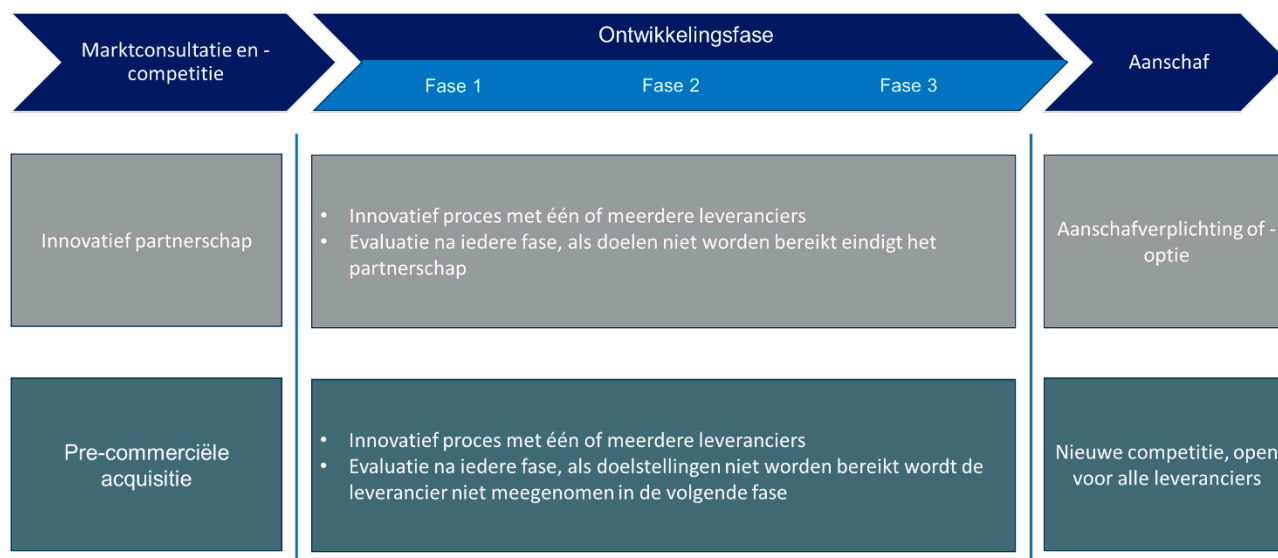 Marktconsultatie en -
competitie
Ontwikkelingsfase
Fase 1
Fase 2
Fase 3
Aanschaf
Innovatief partnerschap
• Innovatief proces met één of meerdere leveranciers
• Evaluatie na iedere fase, als doelen niet worden bereikt eindigt het
partnerschap
Aanschafverplichting of -
optie
Pre-commerciële
acquisitie
• Innovatief proces met één of meerdere leveranciers
• Evaluatie na iedere fase, als doelstellingen niet worden bereikt wordt de
leverancier niet meegenomen in de volgende fase
Nieuwe competitie, open
voor alle leveranciers